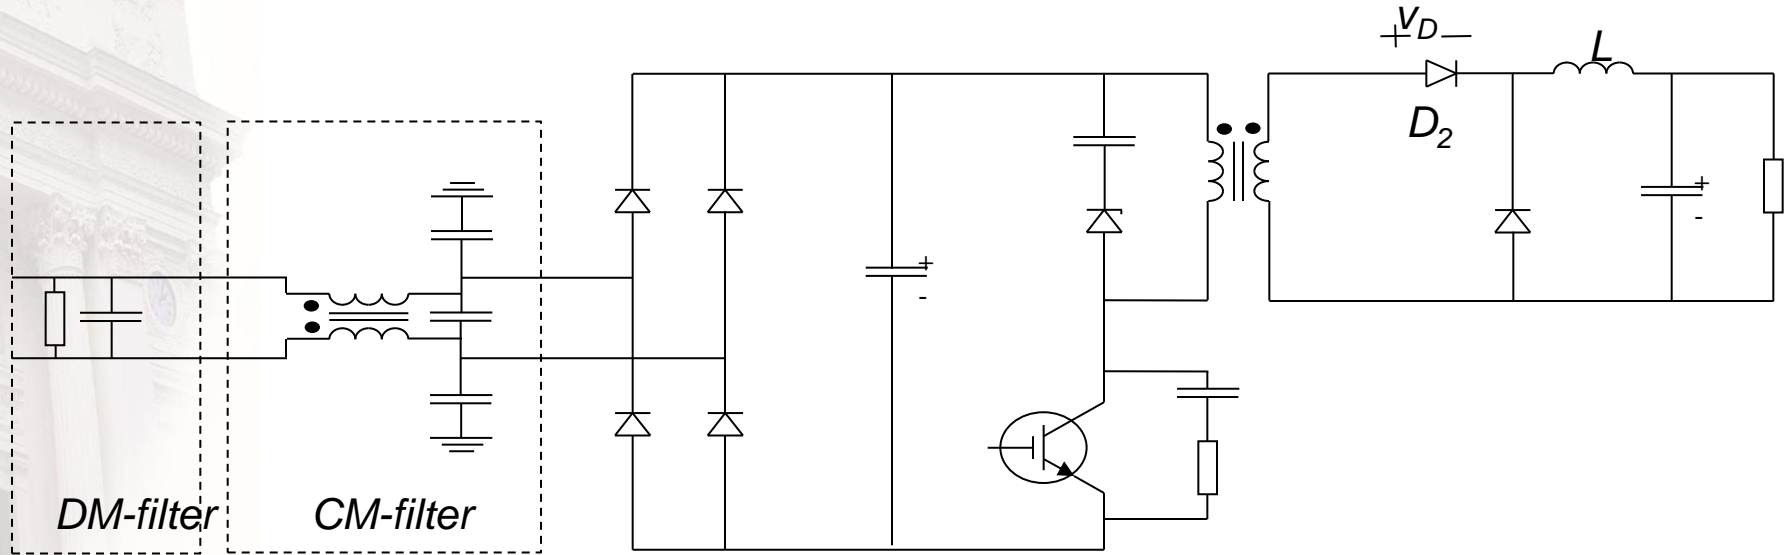 + vD —
L
D2
+
-
+
-
DM-filter
CM-filter